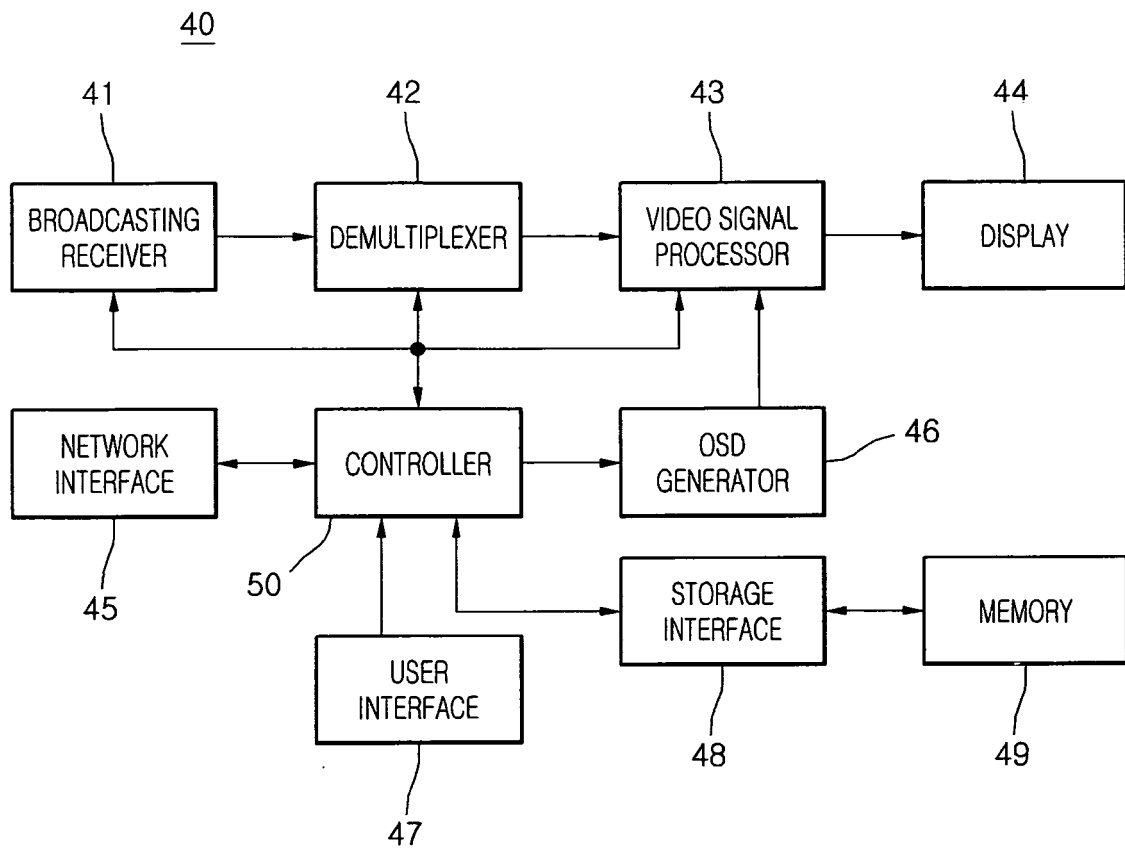 40
41
42
43
44
BROADCASTING
RECEIVER
DEMULTIPLEXER
VIDEO SIGNAL
PROCESSOR
DISPLAY
NETWORK
INTERFACE
CONTROLLER
OSD
GENERATOR
46
45
50
STORAGE
INTERFACE
MEMORY
USER
INTERFACE
48
49
47